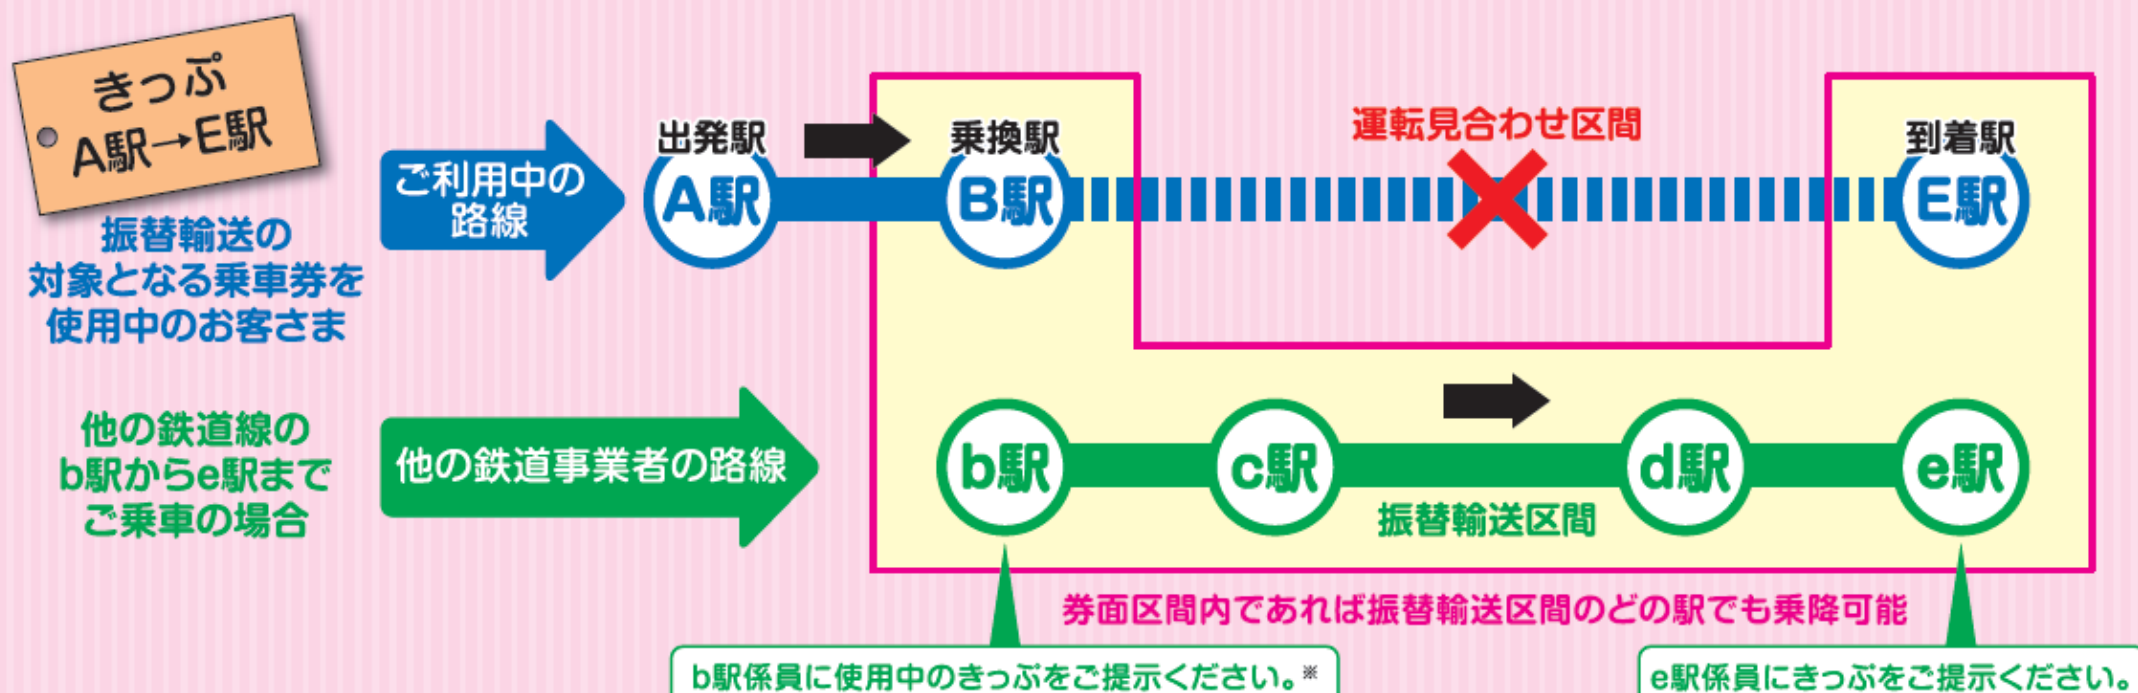 きっぷ
A駅→E駅
振替輸送の
対象となる乗車券を
使用中のお客さま
ご利用中の
路線
出発駅
A駅
乗換駅
B駅
運転見合わせ区間
到着駅
E駅
他の鉄道線の
b駅からe駅まで
ご乗車の場合
他の鉄道事業者の路線
b駅
c駅
d駅
e駅
振替輸送区間
券面区間内であれば振替輸送区間のどの駅でも乗降可能
b駅係員に使用中のきっぷをご提示ください。※
e駅係員にきっぷをご提示ください。